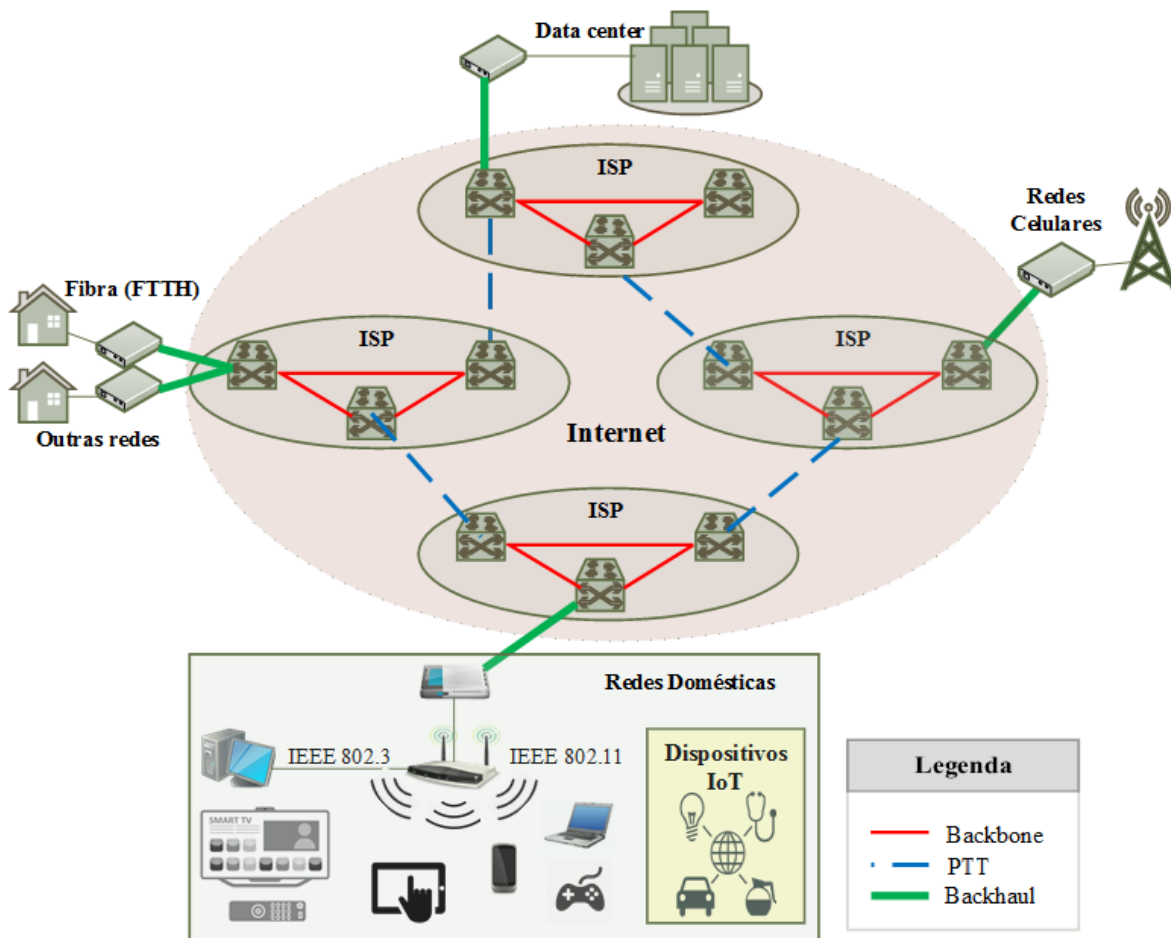 Data center
ISP
Redes
Celulares
Fibra (FTTH)
ISP
ISP
Outras redes
Internet
ISP
Redes Domésticas
IEEE 802.3
IEEE 802.11
Dispositivos
IoT
SMART TV
Legenda
Backbone
PTT
Backhaul